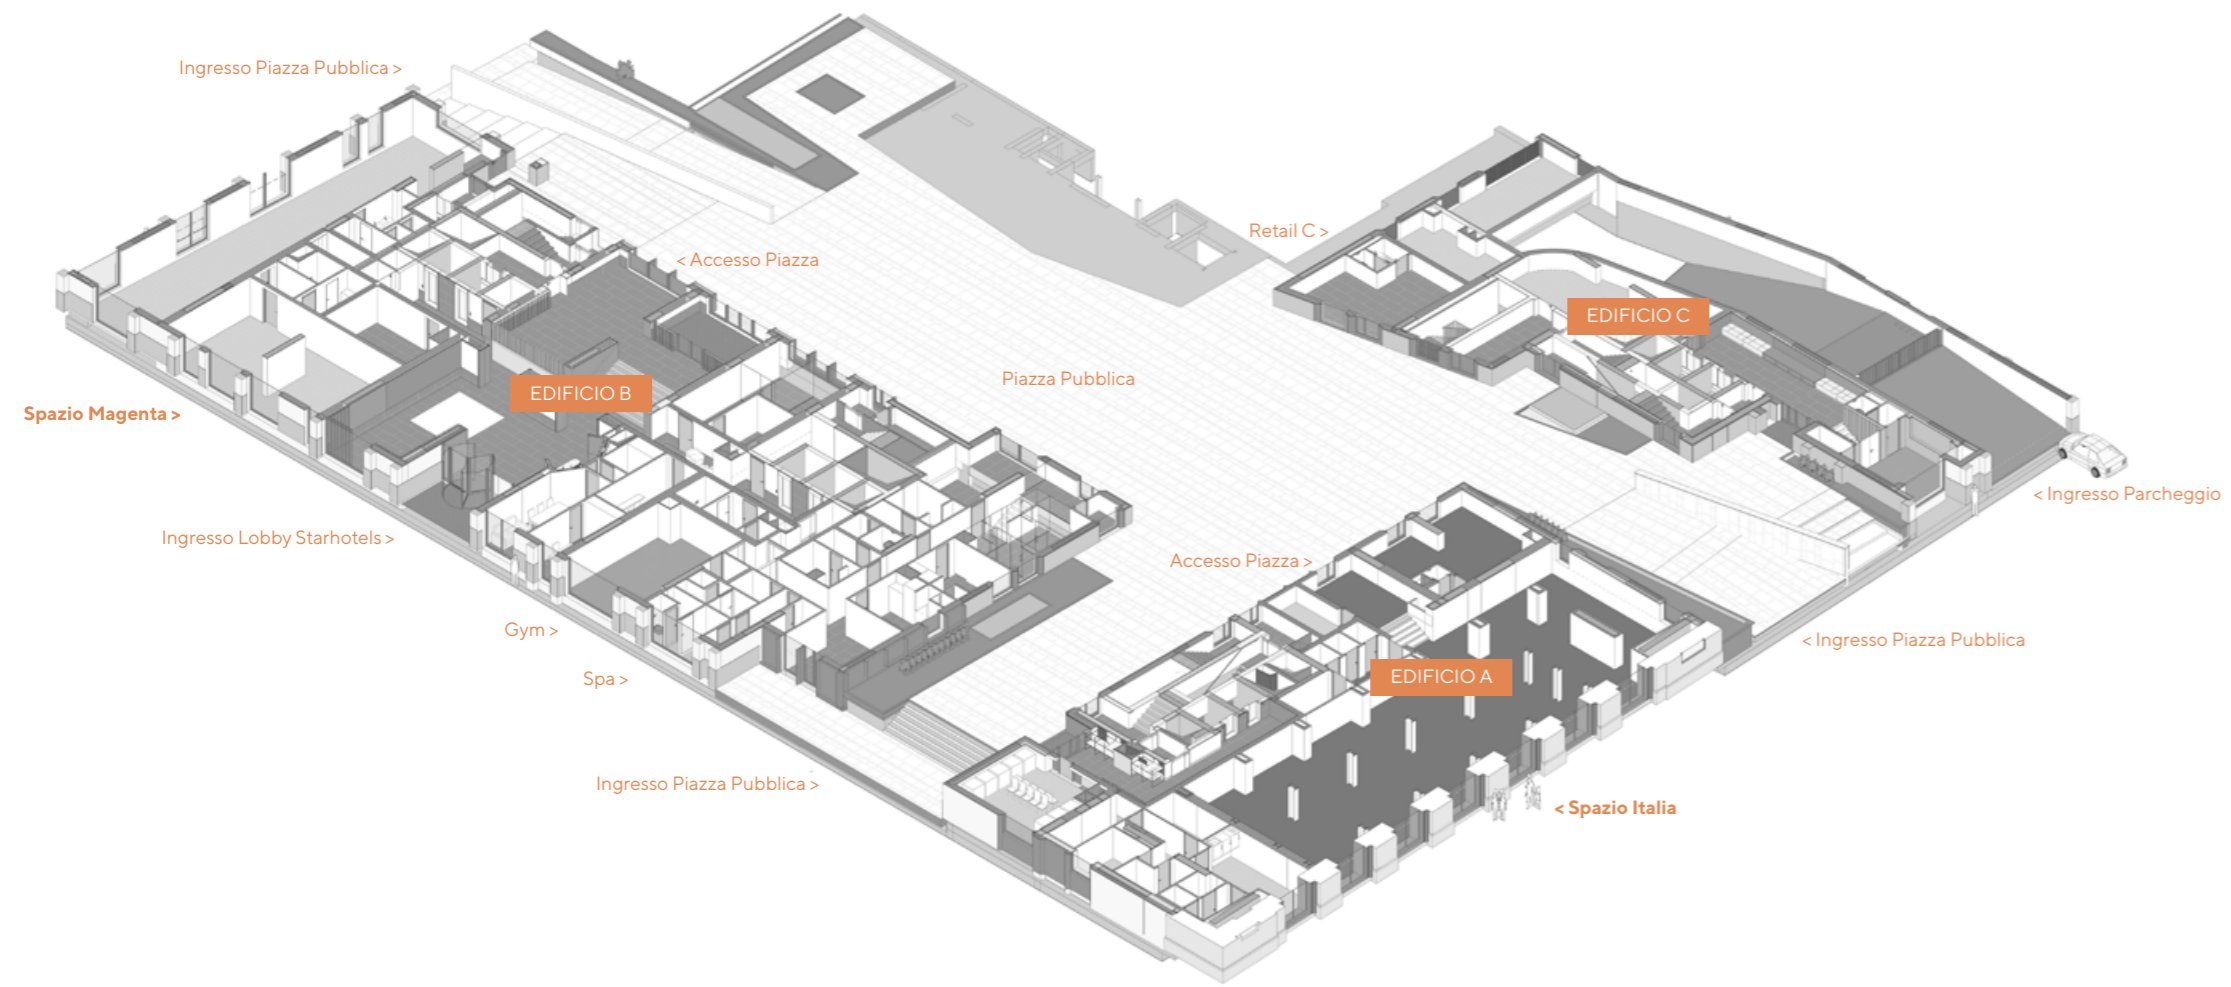 Ingresso Piazza Pubblica >
Retail C >
< Accesso Piazza
EDIFICIO C
Piazza Pubblica
EDIFICIO B
Spazio Magenta >
< Ingresso Parcheggio
Ingresso Lobby Starhotels >
Accesso Piazza >
Gym >
< Ingresso Piazza Pubblica
Spa >
EDIFICIO A
Ingresso Piazza Pubblica >
< Spazio Italia